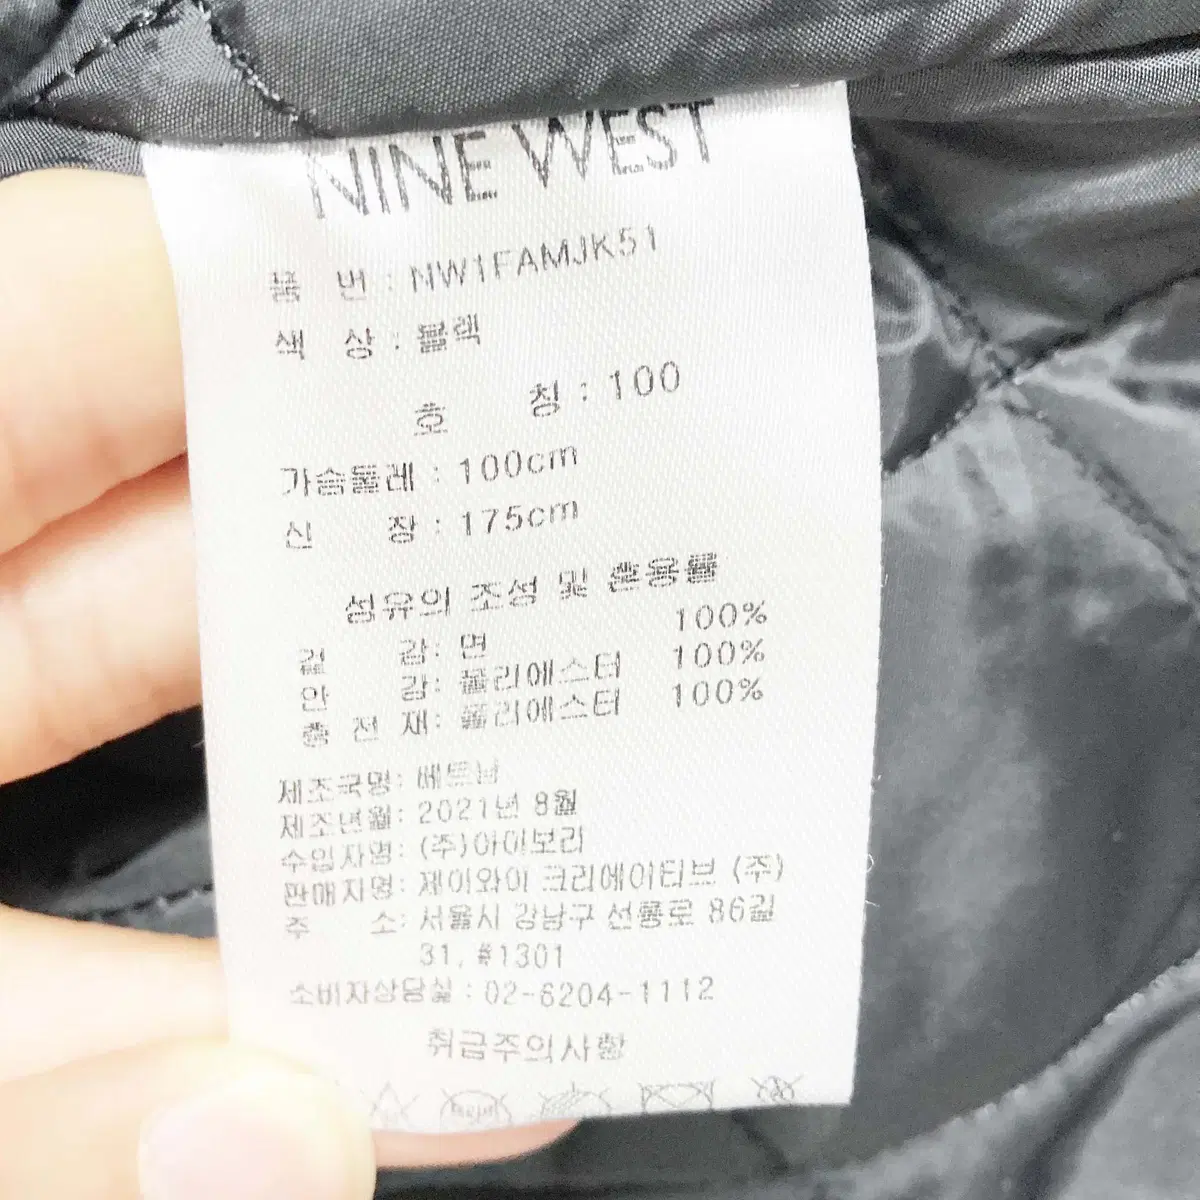 NINE WEST
품 번 : NW1FAMJK51
색 상 : 블랙
호 칭 : 100
가슴둘레 : 100cm
신 장 : 175cm
섬유의 조성 및 혼용률
겉 감: 면 100%
안 감: 폴리에스터 100%
충 전 재: 폴리에스터 100%
제조국명: 베트남
제조년월: 2021년 8월
수입자명: (주)아이보리
판매자명: 제이와이 크리에이티브 (주)
주 소: 서울시 강남구 선릉로 86길
31, #1301
소비자상담실 : 02-6204-1112
취급주의사항